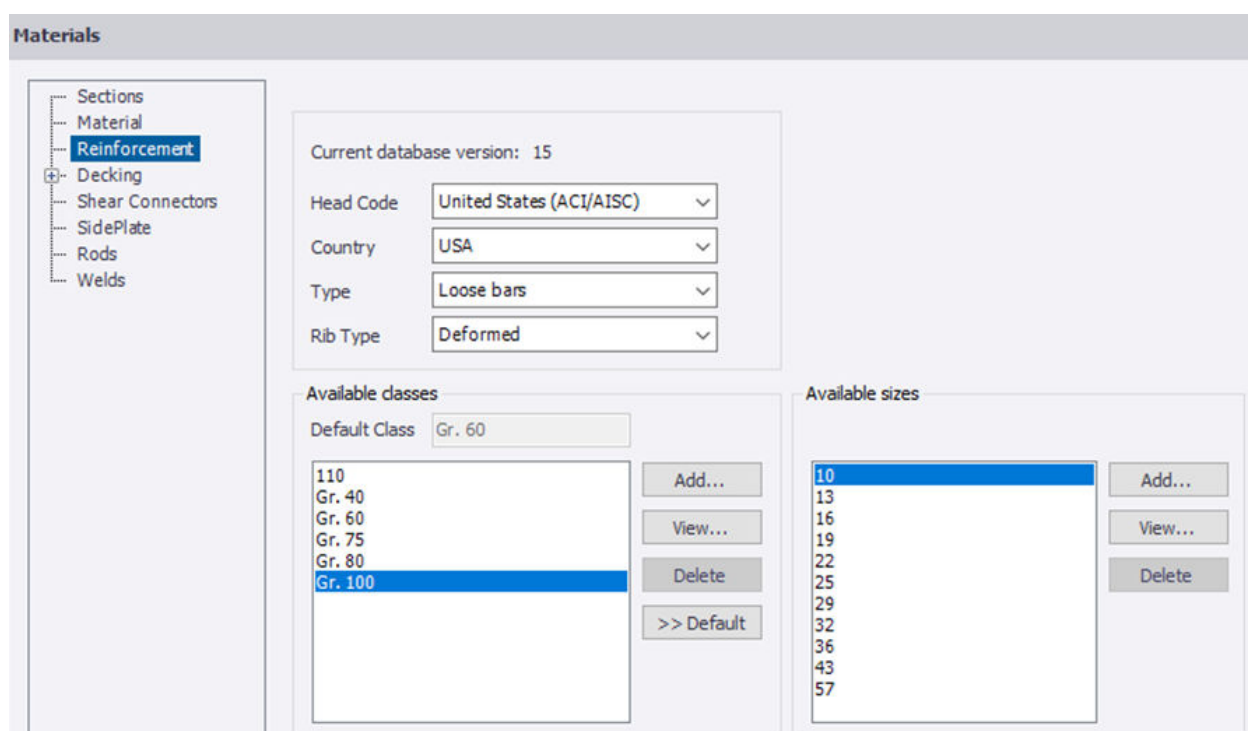 Materials
Sections
Material
Reinforcement
Decking
Shear Connectors
SidePlate
Rods
Welds
Current database version: 15
Head Code United States (ACI/AISC)
Country USA
Type Loose bars
Rib Type Deformed
Available classes
Default Class Gr. 60
110
Gr. 40
Gr. 60
Gr. 75
Gr. 80
Gr. 100
Add...
View...
Delete
>> Default
Available sizes
10
13
16
19
22
25
29
32
36
43
57
Add...
View...
Delete